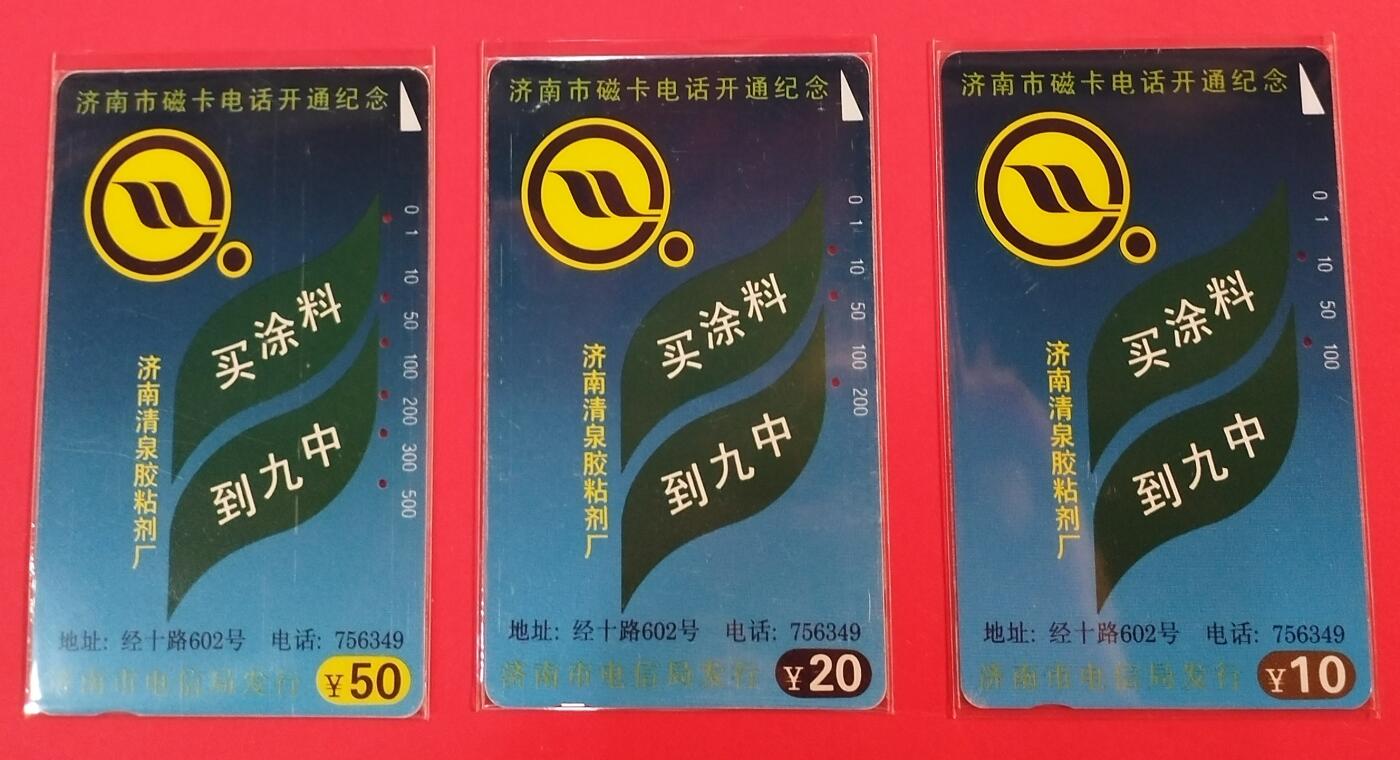 济南市磁卡电话开通纪念
0 1 10 50 100 200 300 500
买涂料
到九中
济南清泉胶粘剂厂
地址: 经十路602号 电话: 756349
济南市电信局发行 ¥50
济南市磁卡电话开通纪念
0 1 10 50 100 200
买涂料
到九中
济南清泉胶粘剂厂
地址: 经十路602号 电话: 756349
济南市电信局发行 ¥20
济南市磁卡电话开通纪念
0 1 10 50 100
买涂料
到九中
济南清泉胶粘剂厂
地址: 经十路602号 电话: 756349
济南市电信局发行 ¥10